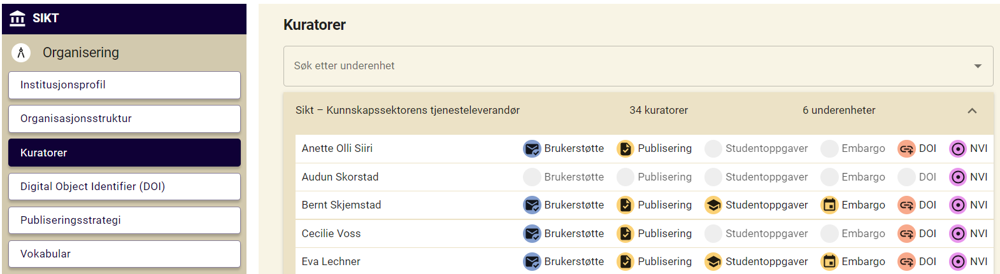 SIKT
Organisering
Institusjonsprofil
Organisasjonsstruktur
Kuratorer
Digital Object Identifier (DOI)
Publiseringsstrategi
Vokabular
Kuratorer
Søk etter underenhet
Sikt – Kunnskapssektorens tjenesteleverandør 34 kuratorer 6 underenheter
Anette Olli Siiri Brukerstøtte Publisering Studentoppgaver Embargo DOI NVI
Audun Skorstad Brukerstøtte Publisering Studentoppgaver Embargo DOI NVI
Bernt Skjemstad Brukerstøtte Publisering Studentoppgaver Embargo DOI NVI
Cecilie Voss Brukerstøtte Publisering Studentoppgaver Embargo DOI NVI
Eva Lechner Brukerstøtte Publisering Studentoppgaver Embargo DOI NVI